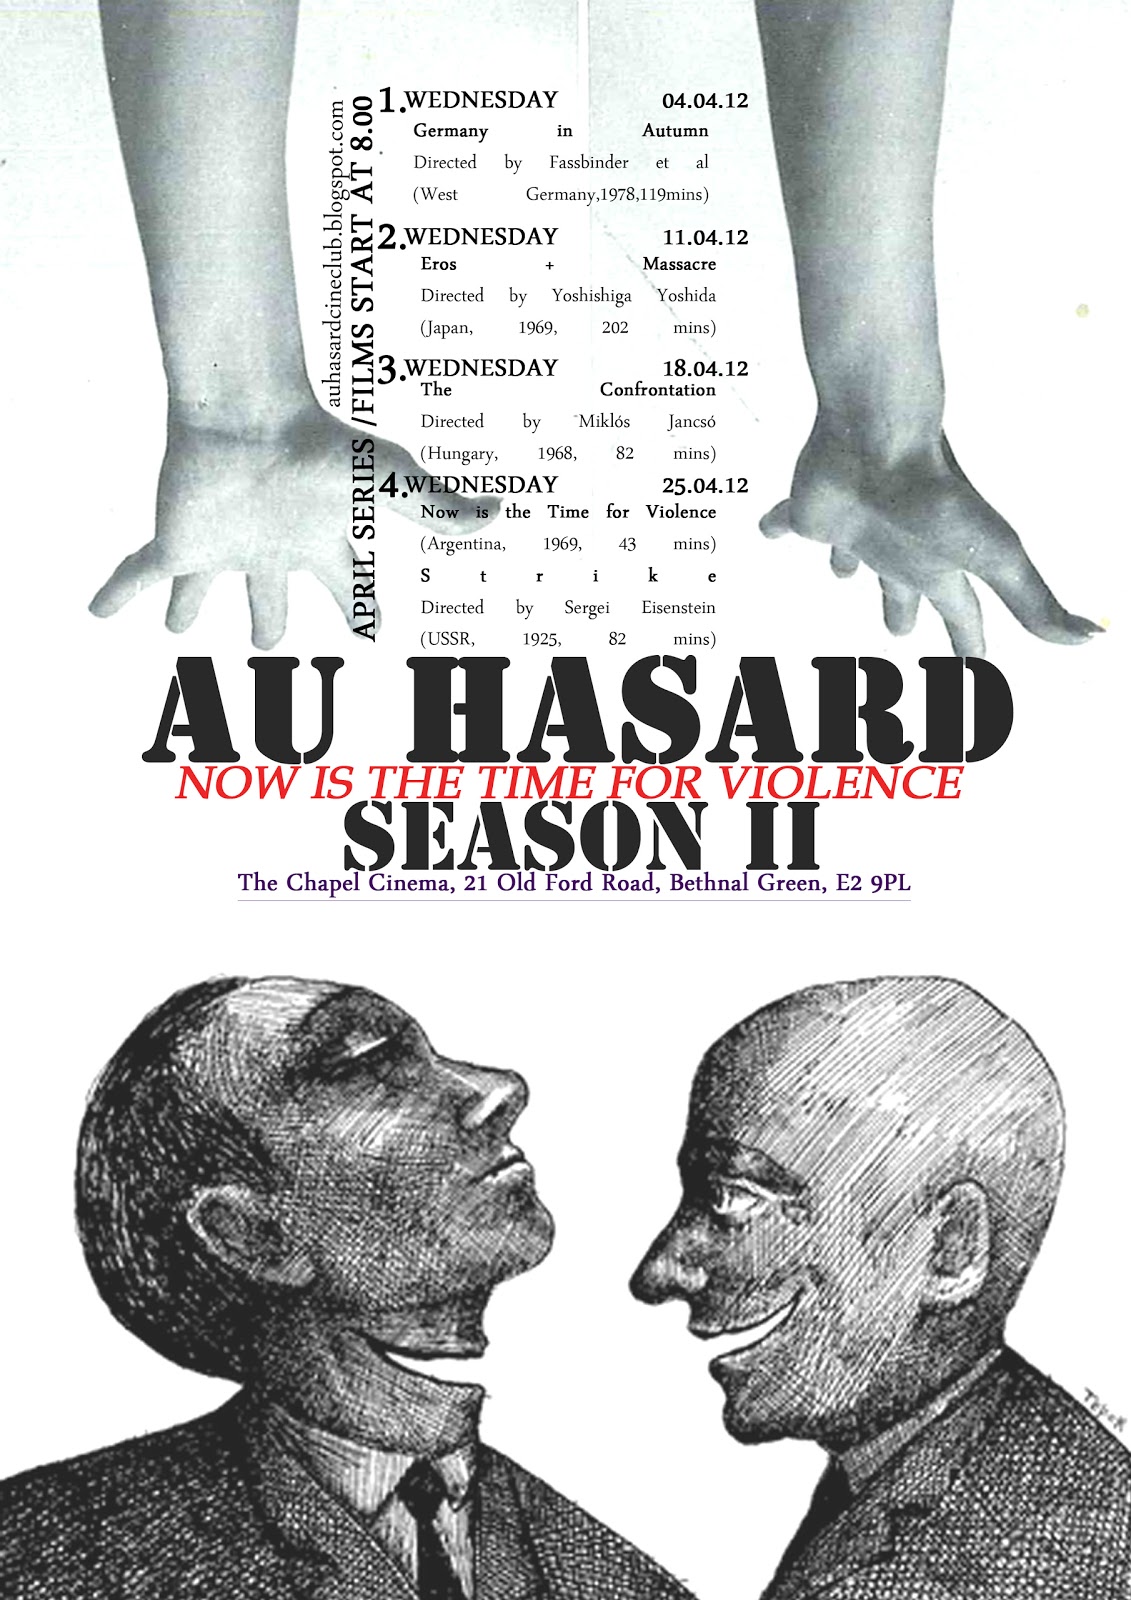 auhasardcineclub.blogspot.com
APRIL SERIES /FILMS START AT 8.00
1.WEDNESDAY 04.04.12
Germany in Autumn
Directed by Fassbinder et al
(West Germany,1978,119mins)
2.WEDNESDAY 11.04.12
Eros + Massacre
Directed by Yoshishiga Yoshida
(Japan, 1969, 202 mins)
3.WEDNESDAY 18.04.12
The Confrontation
Directed by Miklós Jancsó
(Hungary, 1968, 82 mins)
4.WEDNESDAY 25.04.12
Now is the Time for Violence
(Argentina, 1969, 43 mins)
S t r i k e
Directed by Sergei Eisenstein
(USSR, 1925, 82 mins)
AU HASARD
NOW IS THE TIME FOR VIOLENCE
SEASON II
The Chapel Cinema, 21 Old Ford Road, Bethnal Green, E2 9PL
TopoR